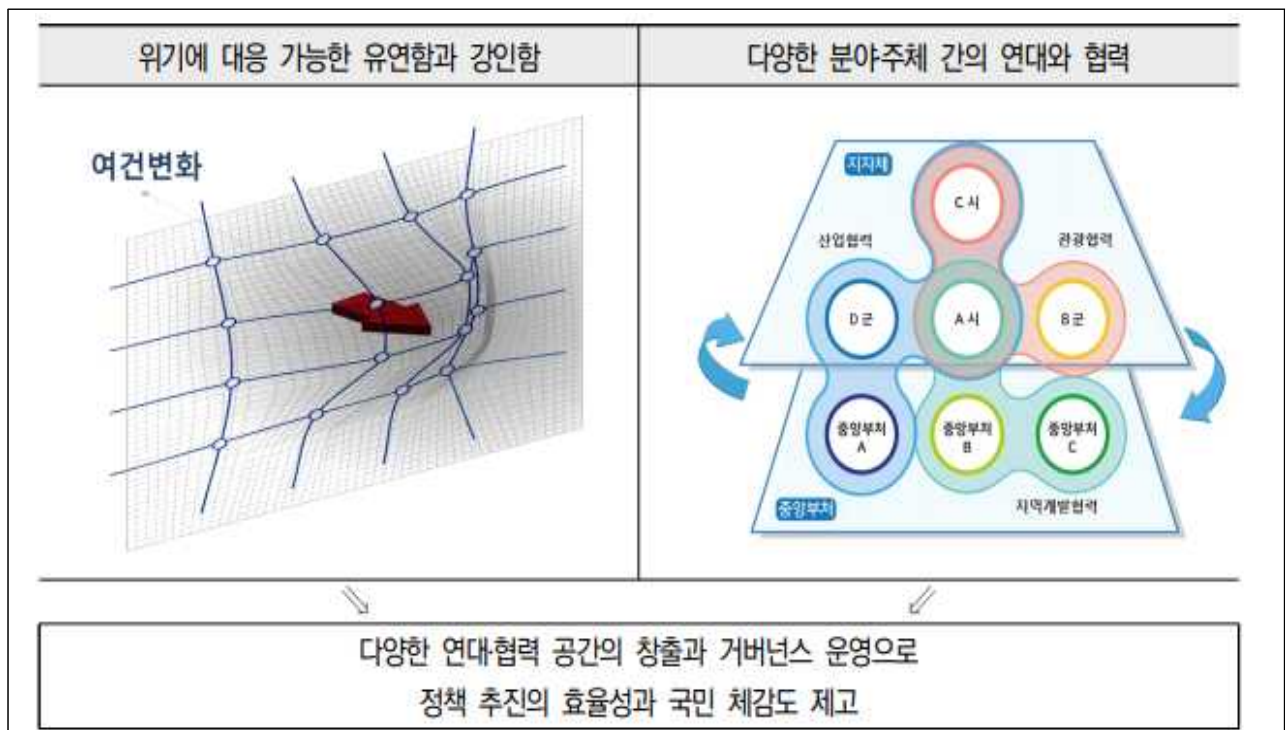 위기에 대응 가능한 유연함과 강인함
다양한 분야·주체 간의 연대와 협력
여건변화
지자체
C 시
산업협력
관광협력
D 군
A 시
B 군
중앙부처
A
중앙부처
B
중앙부처
C
중앙부처
지역개발협력
다양한 연대·협력 공간의 창출과 거버넌스 운영으로
정책 추진의 효율성과 국민 체감도 제고